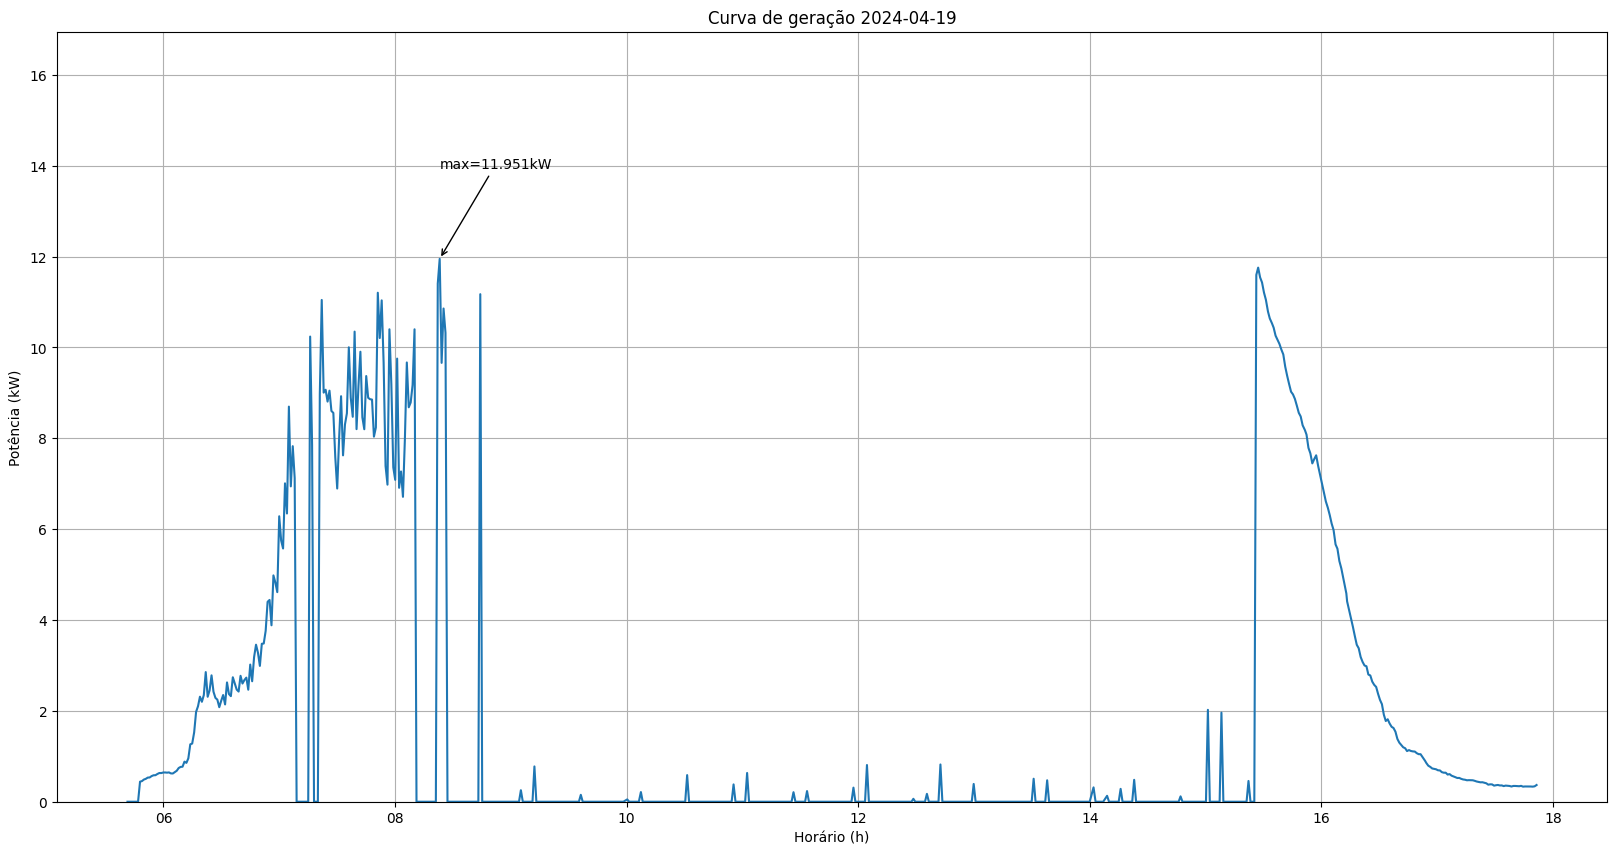 Curva de geração 2024-04-19
16
14
12
10
8
6
4
2
0
Potência (kW)
max=11.951kW
06 08 10 12 14 16 18
Horário (h)